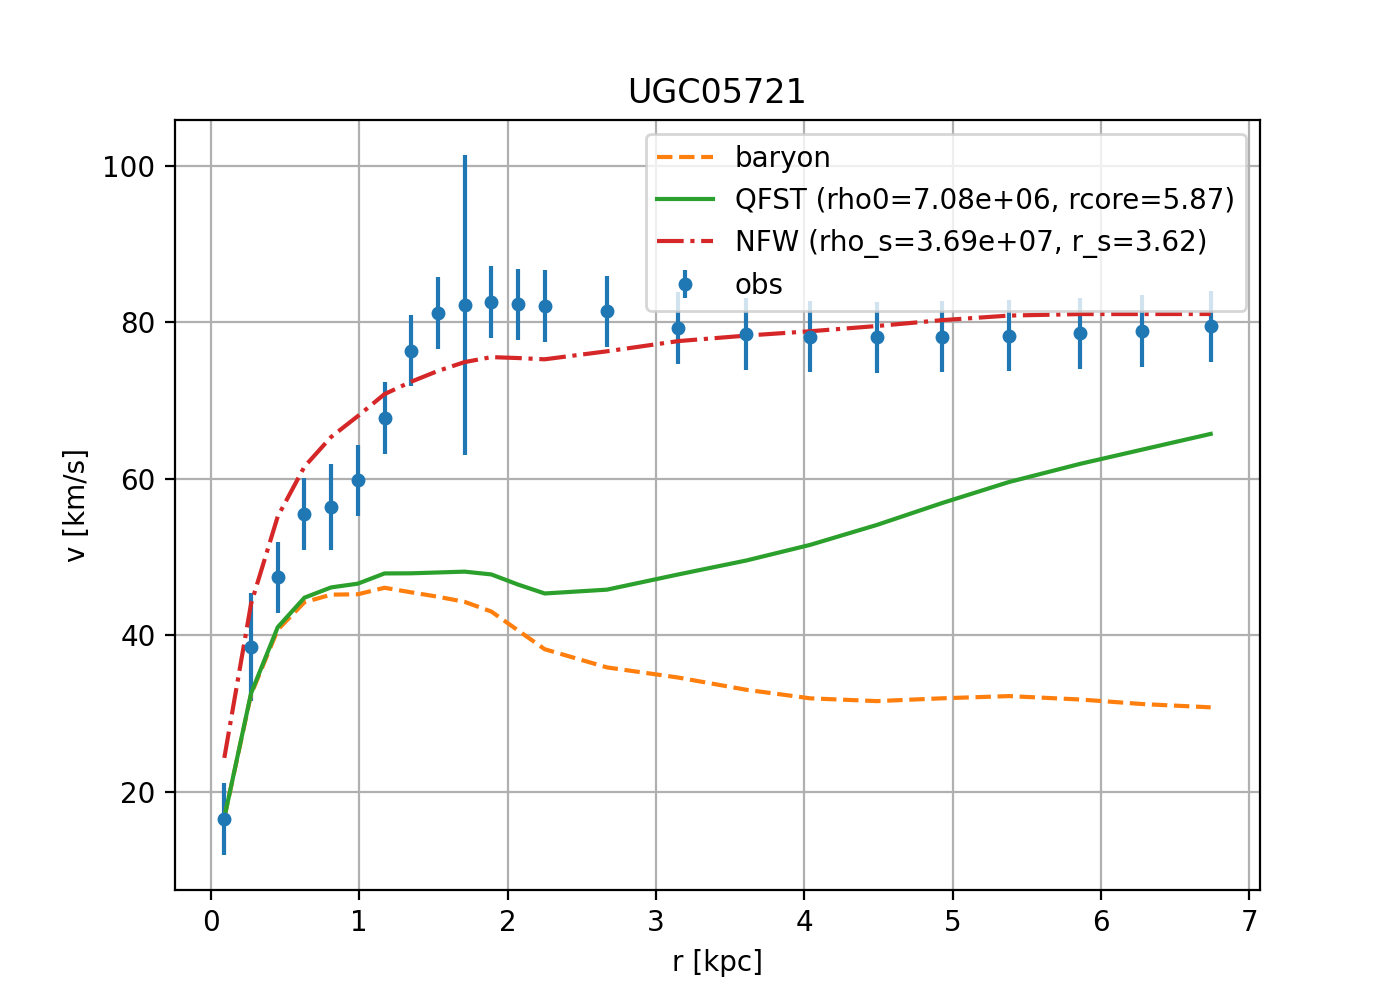 UGC05721
100
80
60
40
20
v [km/s]
baryon
QFST (rho0=7.08e+06, rcore=5.87)
NFW (rho_s=3.69e+07, r_s=3.62)
obs
0 1 2 3 4 5 6 7
r [kpc]